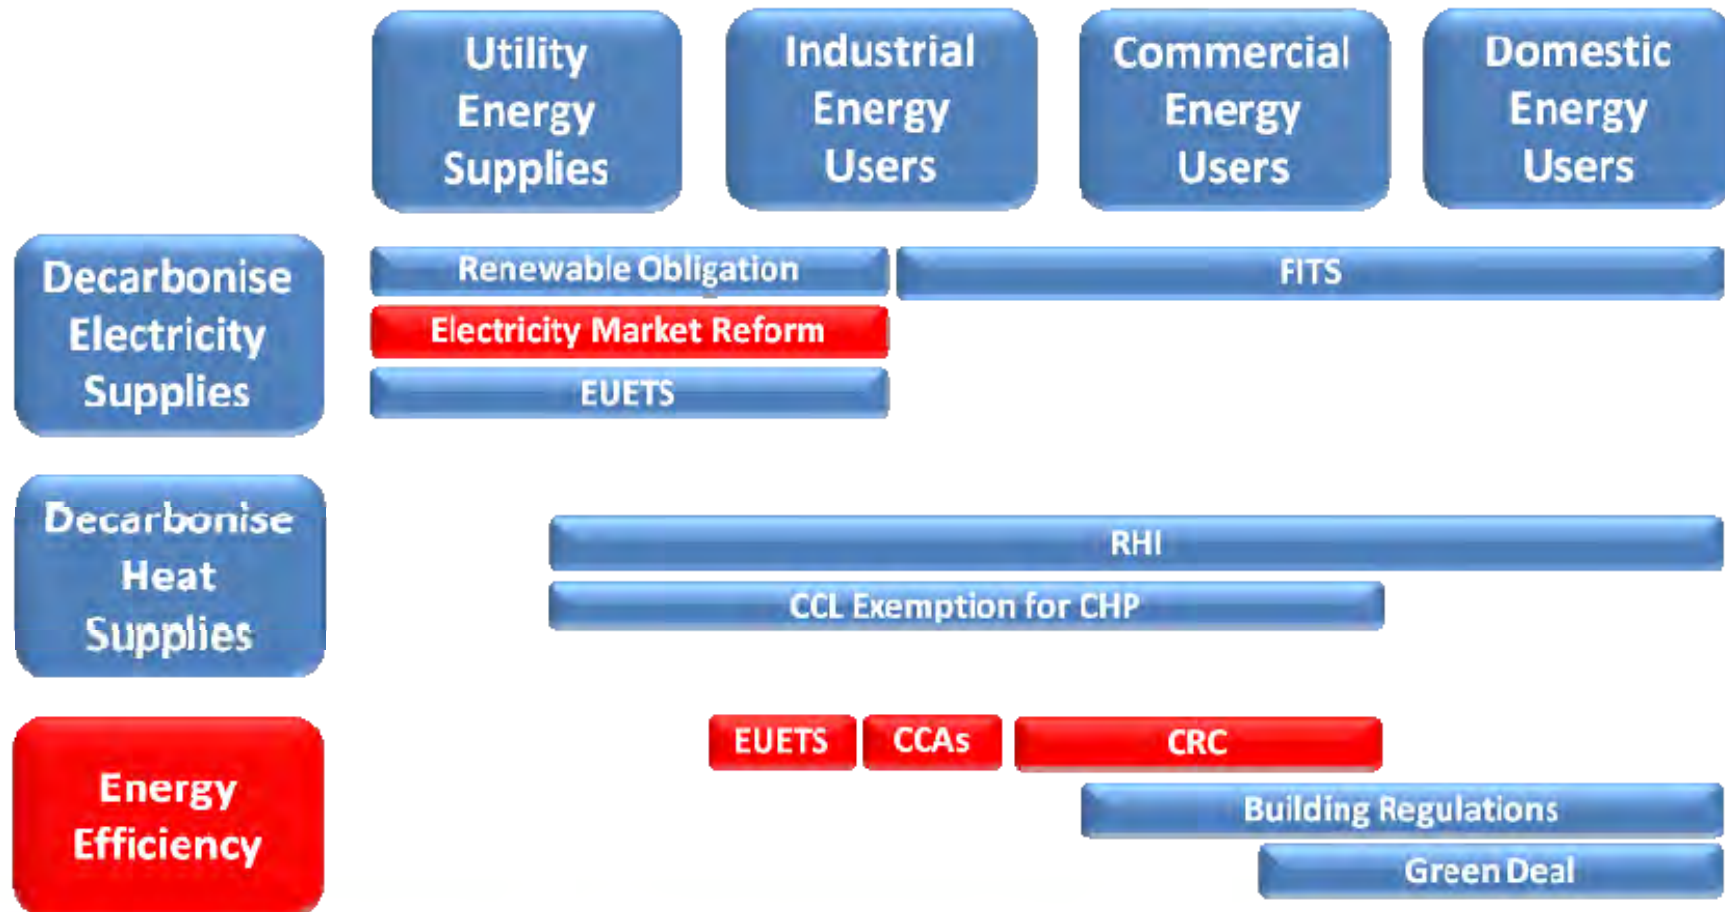 Utility
Energy
Supplies
Industrial
Energy
Users
Commercial
Energy
Users
Domestic
Energy
Users
Decarbonise
Electricity
Supplies
Renewable Obligation
FITS
Electricity Market Reform
EUETS
Decarbonise
Heat
Supplies
RHI
CCL Exemption for CHP
Energy
Efficiency
EUETS
CCAs
CRC
Building Regulations
Green Deal